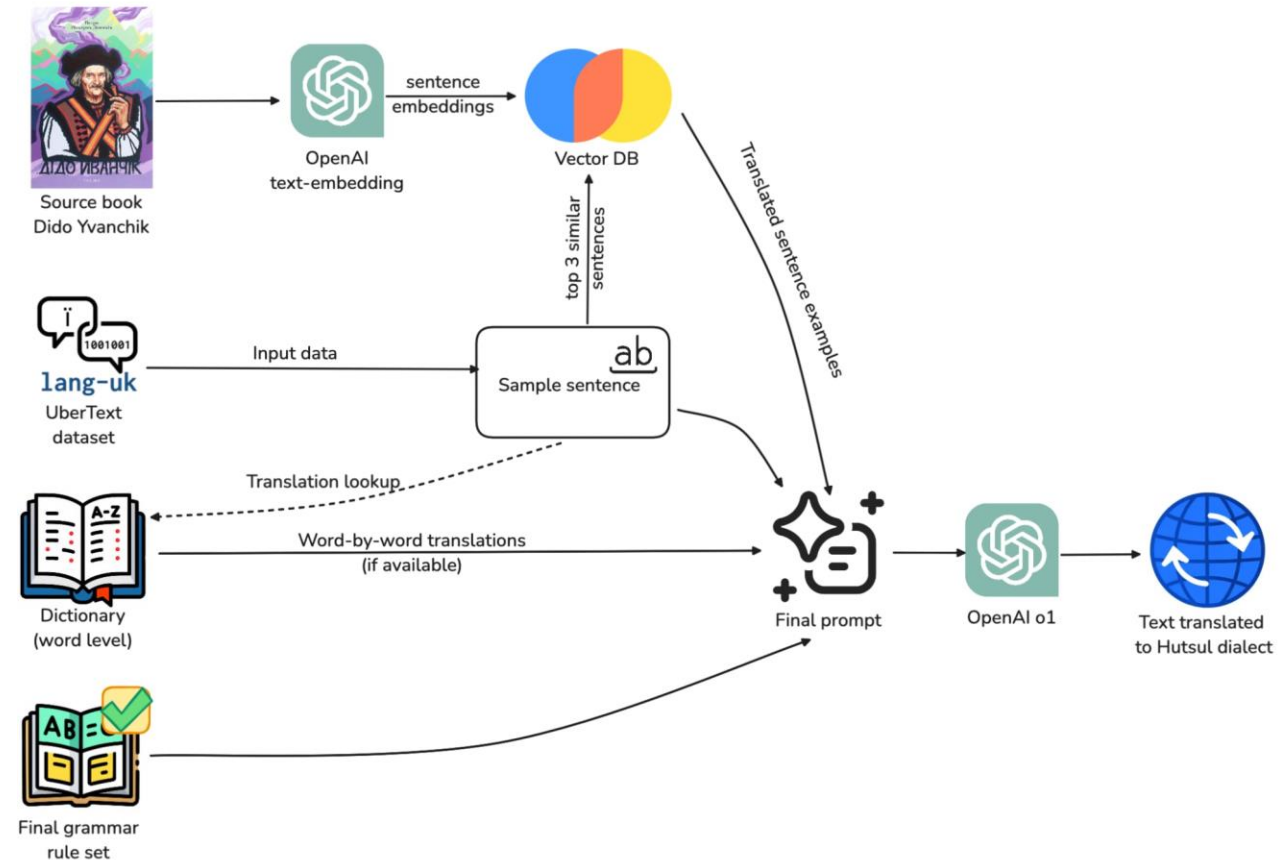 ДІДО ИВАНЧІК
Source book
Dido Yvanchik
OpenAI
text-embedding
sentence
embeddings
Vector DB
top 3 similar
sentences
Translated sentence examples
ї
1001001
lang-uk
UberText
dataset
Input data
ab
Sample sentence
Translation lookup
A-Z
Dictionary
(word level)
Word-by-word translations
(if available)
Final prompt
OpenAI o1
Text translated
to Hutsul dialect
AB=
Final grammar
rule set